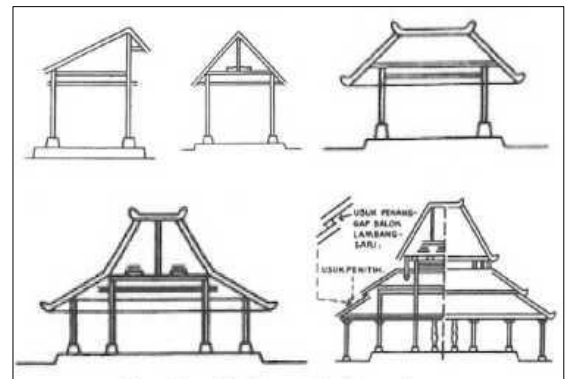 USUK PENANG-
GAP BALOK
LAMBANG-
SARI.
USUK PENITIH.